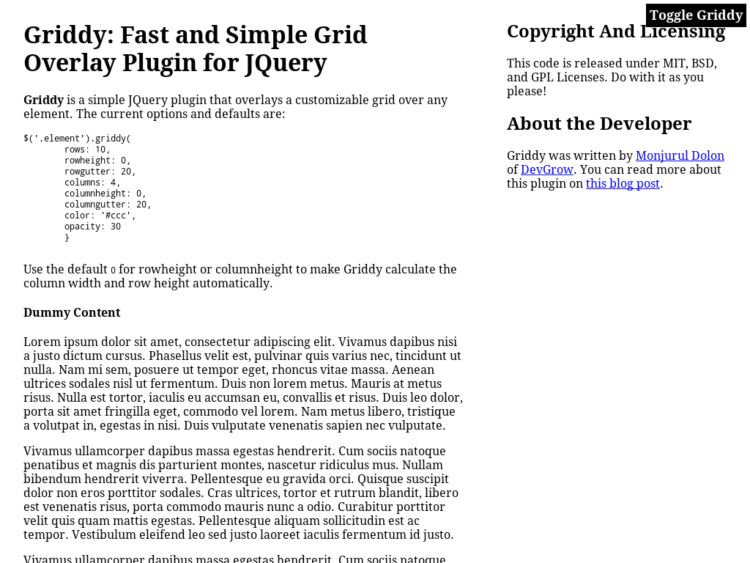 Toggle Griddy
Griddy: Fast and Simple Grid
Overlay Plugin for JQuery
Griddy is a simple JQuery plugin that overlays a customizable grid over any
element. The current options and defaults are:
$('.element').griddy(
rows: 10,
rowheight: 0,
rowgutter: 20,
columns: 4,
columnheight: 0,
columngutter: 20,
color: '#ccc',
opacity: 30
}
Use the default 0 for rowheight or columnheight to make Griddy calculate the
column width and row height automatically.
Dummy Content
Lorem ipsum dolor sit amet, consectetur adipiscing elit. Vivamus dapibus nisi
a justo dictum cursus. Phasellus velit est, pulvinar quis varius nec, tincidunt ut
nulla. Nam mi sem, posuere ut tempor eget, rhoncus vitae massa. Aenean
ultrices sodales nisl ut fermentum. Duis non lorem metus. Mauris at metus
risus. Nulla est tortor, iaculis eu accumsan eu, convallis et risus. Duis leo dolor,
porta sit amet fringilla eget, commodo vel lorem. Nam metus libero, tristique
a volutpat in, egestas in nisi. Duis vulputate venenatis sapien nec vulputate.
Vivamus ullamcorper dapibus massa egestas hendrerit. Cum sociis natoque
penatibus et magnis dis parturient montes, nascetur ridiculus mus. Nullam
bibendum hendrerit viverra. Pellentesque eu gravida orci. Quisque suscipit
dolor non eros porttitor sodales. Cras ultrices, tortor et rutrum blandit, libero
est venenatis risus, porta commodo mauris nunc a odio. Curabitur porttitor
velit quis quam mattis egestas. Pellentesque aliquam sollicitudin est ac
tempor. Vestibulum eleifend leo sed justo laoreet iaculis fermentum id justo.
Vivamus ullamcorper dapibus massa egestas hendrerit. Cum sociis natoque
Copyright And Licensing
This code is released under MIT, BSD,
and GPL Licenses. Do with it as you
please!
About the Developer
Griddy was written by Monjurul Dolon
of DevGrow. You can read more about
this plugin on this blog post.